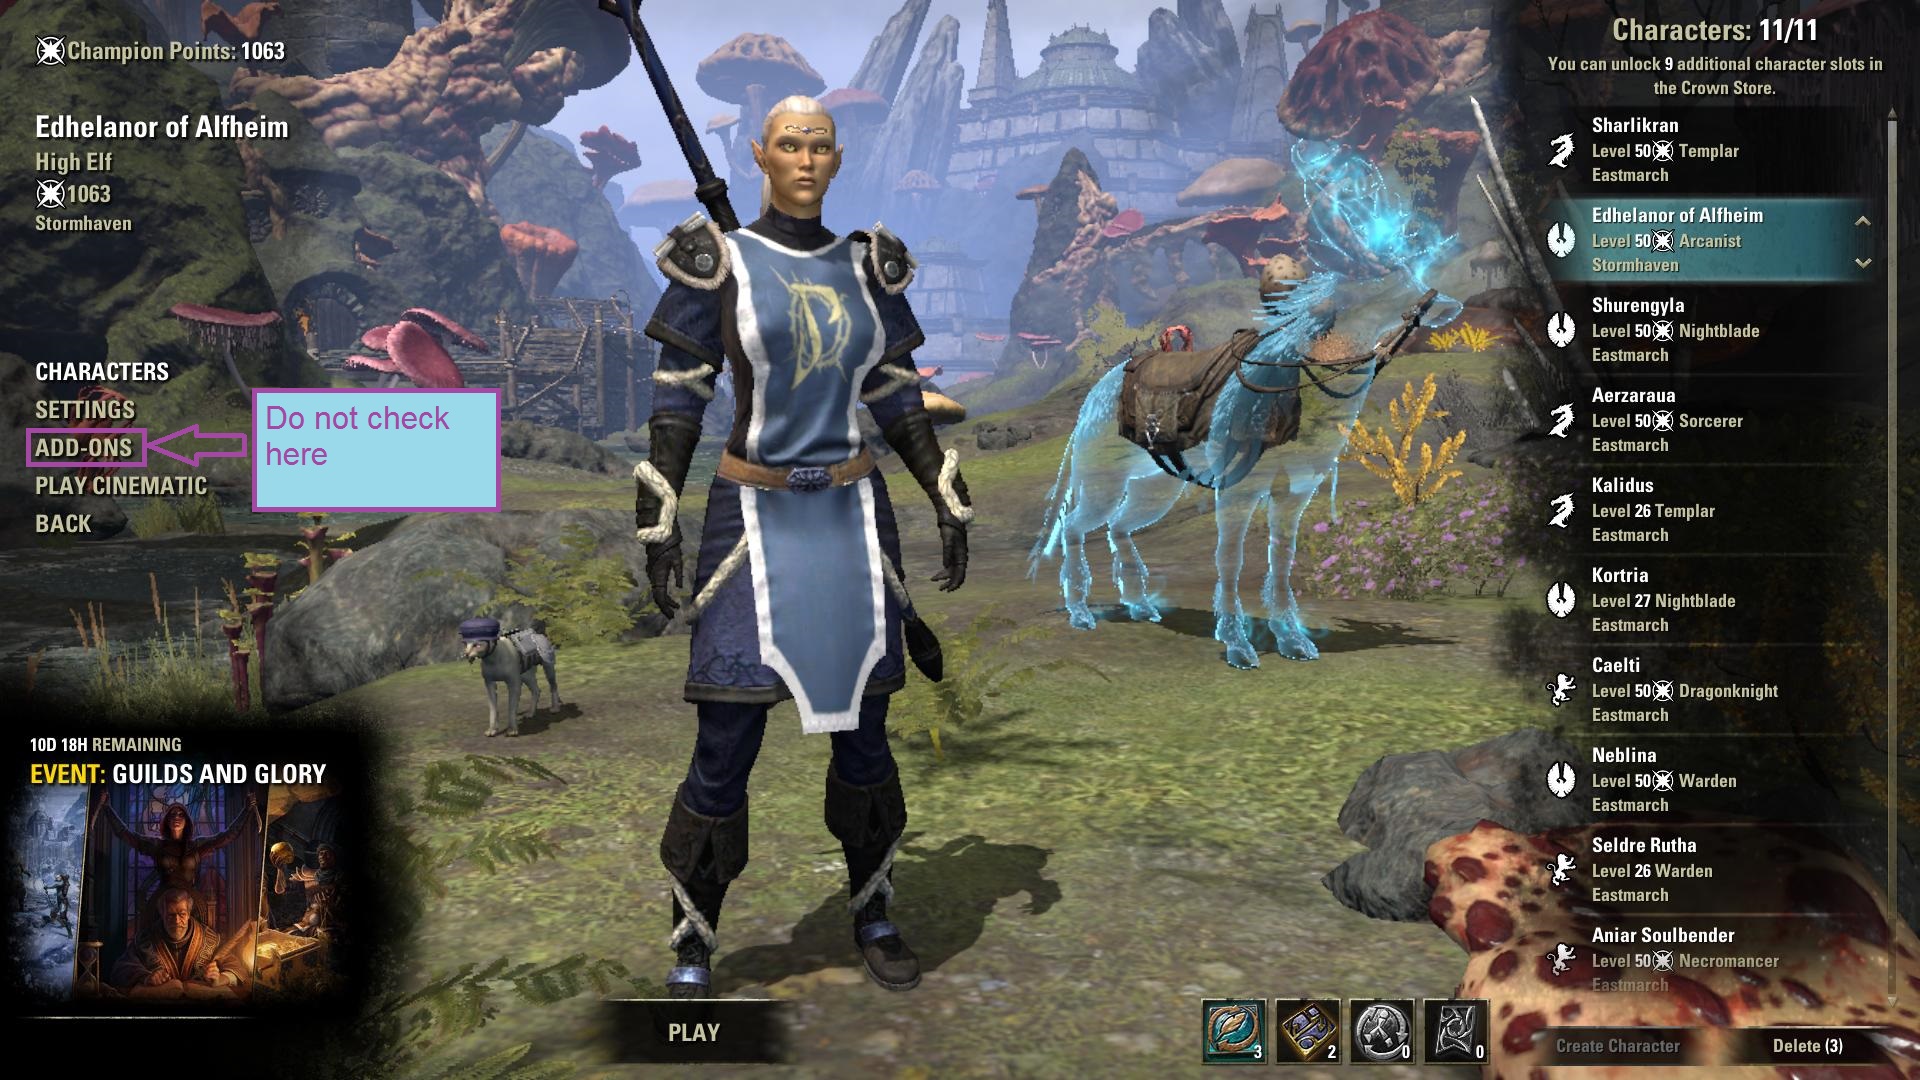 Champion Points: 1063
Edhelanor of Alfheim
High Elf
1063
Stormhaven
CHARACTERS
SETTINGS
ADD-ONS
PLAY CINEMATIC
BACK
Do not check
here
10D 18H REMAINING
EVENT: GUILDS AND GLORY
PLAY
3
2
0
0
Characters: 11/11
You can unlock 9 additional character slots in
the Crown Store.
Sharlikran
Level 50 Templar
Eastmarch
Edhelanor of Alfheim
Level 50 Arcanist
Stormhaven
Shurengyla
Level 50 Nightblade
Eastmarch
Aerzaraua
Level 50 Sorcerer
Eastmarch
Kalidus
Level 26 Templar
Eastmarch
Kortria
Level 27 Nightblade
Eastmarch
Caelti
Level 50 Dragonknight
Eastmarch
Neblina
Level 50 Warden
Eastmarch
Seldre Rutha
Level 26 Warden
Eastmarch
Aniar Soulbender
Level 50 Necromancer
Eastmarch
Create Character
Delete (3)